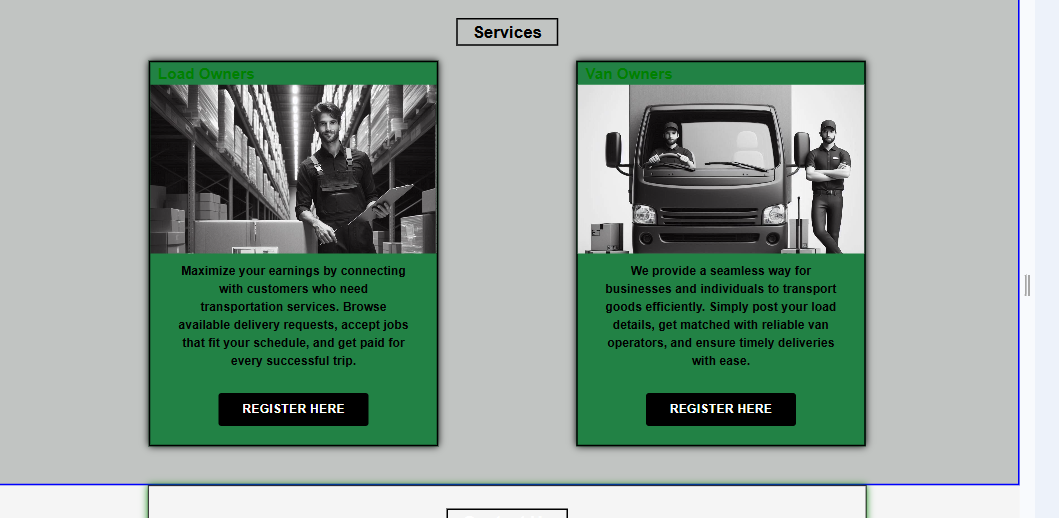 Services
Load Owners
Maximize your earnings by connecting
with customers who need
transportation services. Browse
available delivery requests, accept jobs
that fit your schedule, and get paid for
every successful trip.
REGISTER HERE
Van Owners
We provide a seamless way for
businesses and individuals to transport
goods efficiently. Simply post your load
details, get matched with reliable van
operators, and ensure timely deliveries
with ease.
REGISTER HERE